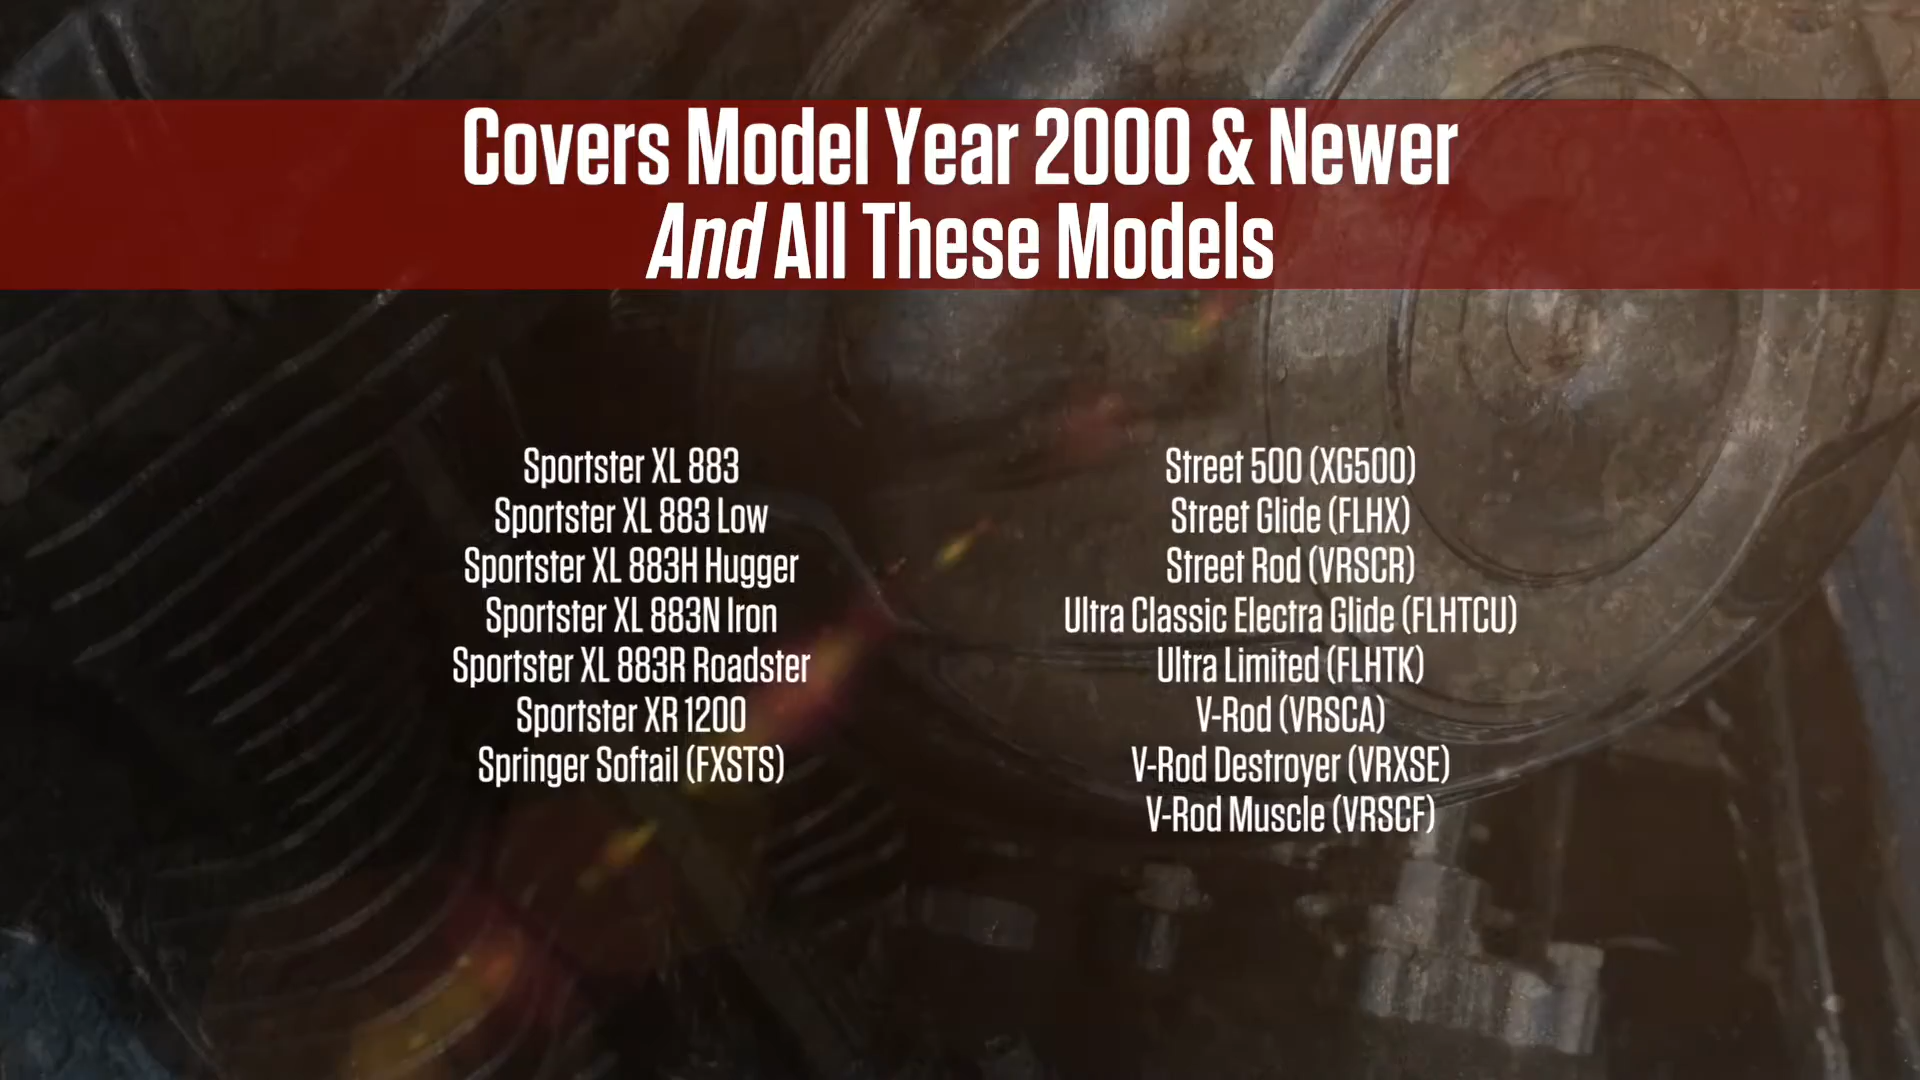 Covers Model Year 2000 & Newer
And All These Models
Sportster XL 883
Sportster XL 883 Low
Sportster XL 883H Hugger
Sportster XL 883N Iron
Sportster XL 883R Roadster
Sportster XR 1200
Springer Softail (FXSTS)
Street 500 (XG500)
Street Glide (FLHX)
Street Rod (VRSCR)
Ultra Classic Electra Glide (FLHTCU)
Ultra Limited (FLHTK)
V-Rod (VRSCA)
V-Rod Destroyer (VRXSE)
V-Rod Muscle (VRSCF)